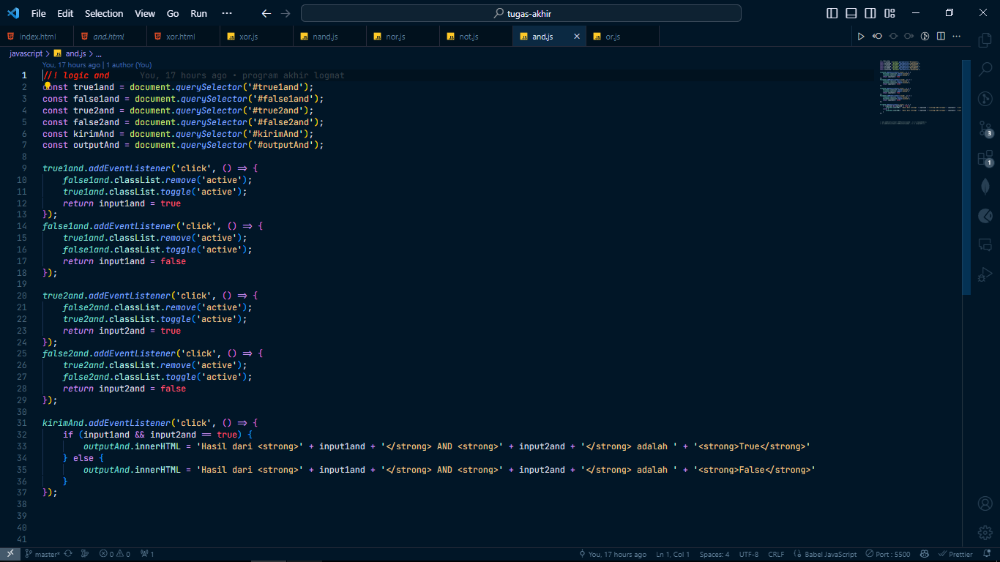 File Edit Selection View Go Run ··· ← → tugas-akhir
index.html and.html xor.html xor.js nand.js nor.js not.js and.js × or.js
javascript > and.js > ...
You, 17 hours ago | 1 author (You)
1 //! logic and You, 17 hours ago • program akhir logmat
2 const true1and = document.querySelector('#true1and');
3 const false1and = document.querySelector('#false1and');
4 const true2and = document.querySelector('#true2and');
5 const false2and = document.querySelector('#false2and');
6 const kirimAnd = document.querySelector('#kirimAnd');
7 const outputAnd = document.querySelector('#outputAnd');
8
9 true1and.addEventListener('click', () => {
10 false1and.classList.remove('active');
11 true1and.classList.toggle('active');
12 return input1and = true
13 });
14 false1and.addEventListener('click', () => {
15 true1and.classList.remove('active');
16 false1and.classList.toggle('active');
17 return input1and = false
18 });
19
20 true2and.addEventListener('click', () => {
21 false2and.classList.remove('active');
22 true2and.classList.toggle('active');
23 return input2and = true
24 });
25 false2and.addEventListener('click', () => {
26 true2and.classList.remove('active');
27 false2and.classList.toggle('active');
28 return input2and = false
29 });
30
31 kirimAnd.addEventListener('click', () => {
32 if (input1and && input2and == true) {
33 outputAnd.innerHTML = 'Hasil dari <strong>' + input1and + '</strong> AND <strong>' + input2and + '</strong> adalah ' + '<strong>True</strong>'
34 } else {
35 outputAnd.innerHTML = 'Hasil dari <strong>' + input1and + '</strong> AND <strong>' + input2and + '</strong> adalah ' + '<strong>False</strong>'
36 }
37 });
38
39
40
41
3
1
master* 0 0 1 You, 17 hours ago Ln 1, Col 1 Spaces: 4 UTF-8 CRLF Babel JavaScript Port : 5500 Prettier